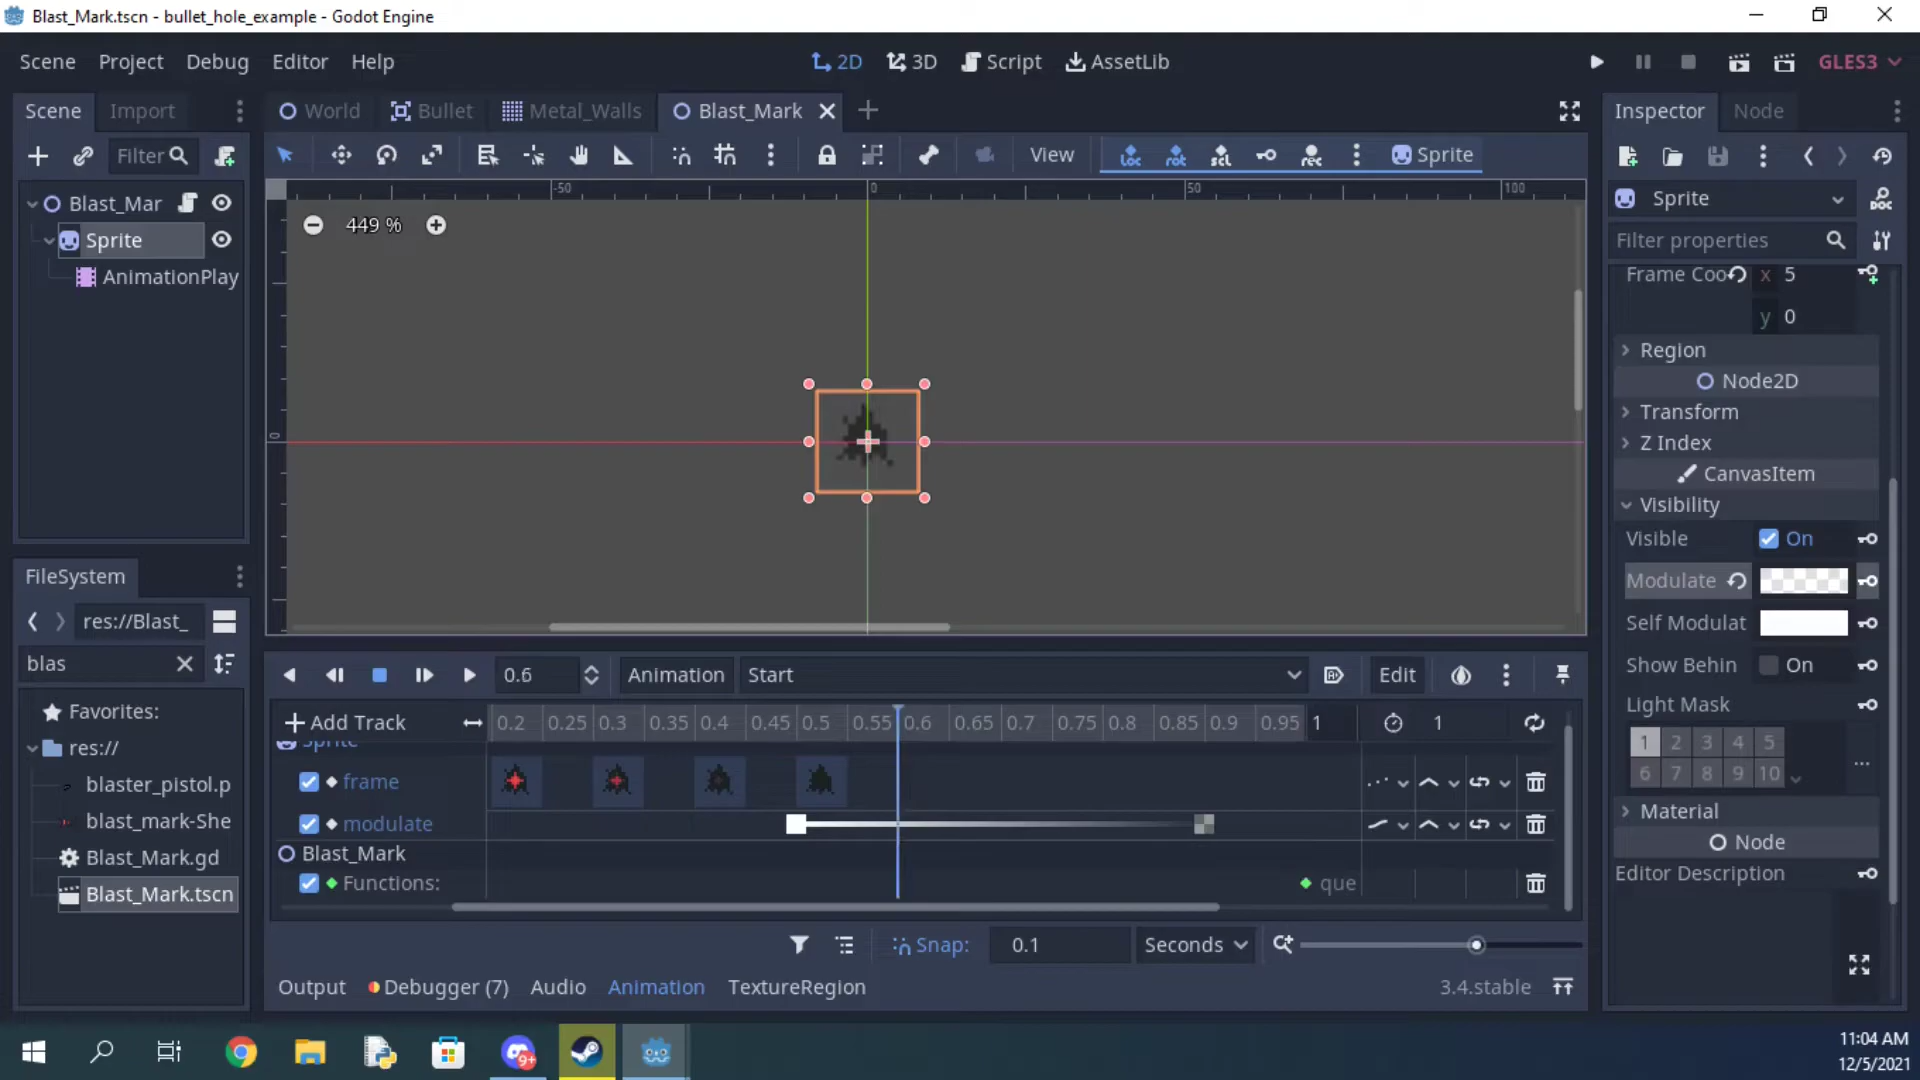 Blast_Mark.tscn - bullet_hole_example - Godot Engine
Scene Project Debug Editor Help
2D 3D Script AssetLib
GLES3
Scene Import
World Bullet Metal_Walls Blast_Mark
Inspector Node
Filter
View
Loc rot scl rec
Sprite
Blast_Mar
Sprite
AnimationPlay
-50 0 50 100
449 %
0
Sprite
Filter properties
Frame Coo x 5
y 0
Region
Node2D
Transform
Z Index
CanvasItem
Visibility
Visible On
Modulate
Self Modulat
Show Behin On
Light Mask
1 2 3 4 5
6 7 8 9 10
...
Material
Node
Editor Description
FileSystem
res://Blast_
blas
Favorites:
res://
blaster_pistol.p
blast_mark-She
Blast_Mark.gd
Blast_Mark.tscn
0.6 Animation Start Edit
Add Track 0.2 0.25 0.3 0.35 0.4 0.45 0.5 0.55 0.6 0.65 0.7 0.75 0.8 0.85 0.9 0.95 1 1
Sprite
frame
modulate
Blast_Mark
Functions: que
Snap: 0.1 Seconds
Output Debugger (7) Audio Animation TextureRegion 3.4.stable
9+
11:04 AM
12/5/2021